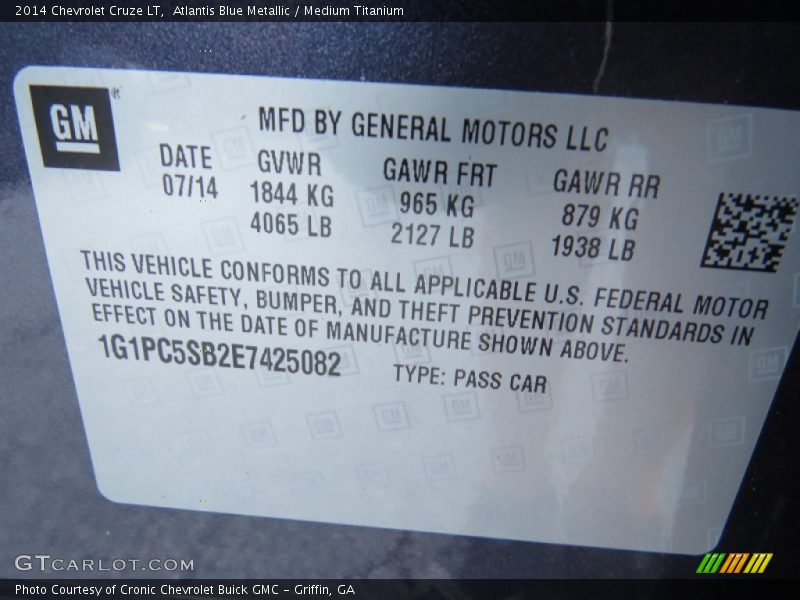 2014 Chevrolet Cruze LT,  Atlantis Blue Metallic / Medium Titanium
GM
MFD BY GENERAL MOTORS LLC
DATE GVWR GAWR FRT GAWR RR
07/14 1844 KG 965 KG 879 KG
4065 LB 2127 LB 1938 LB
THIS VEHICLE CONFORMS TO ALL APPLICABLE U.S. FEDERAL MOTOR
VEHICLE SAFETY, BUMPER, AND THEFT PREVENTION STANDARDS IN
EFFECT ON THE DATE OF MANUFACTURE SHOWN ABOVE.
1G1PC5SB2E7425082 TYPE: PASS CAR
GTCARLOT.COM
Photo Courtesy of Cronic Chevrolet Buick GMC - Griffin, GA